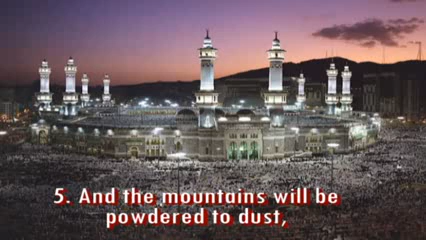 5. And the mountains will be
powdered to dust,